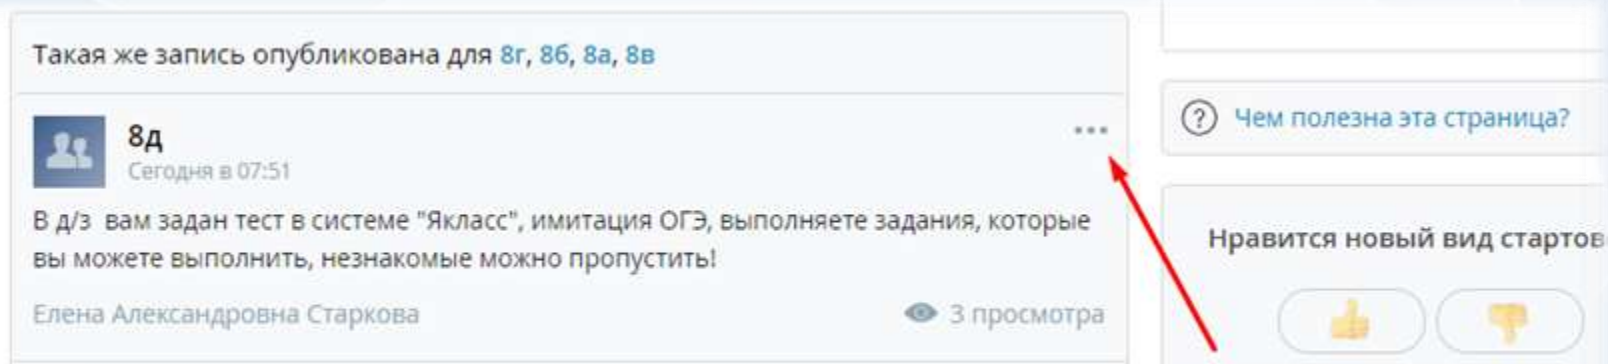 Такая же запись опубликована для 8г, 8б, 8а, 8в
8д
Сегодня в 07:51
В д/з вам задан тест в системе "Якласс", имитация ОГЭ, выполняете задания, которые
вы можете выполнить, незнакомые можно пропустить!
Елена Александровна Старкова
3 просмотра
Чем полезна эта страница?
Нравится новый вид стартов